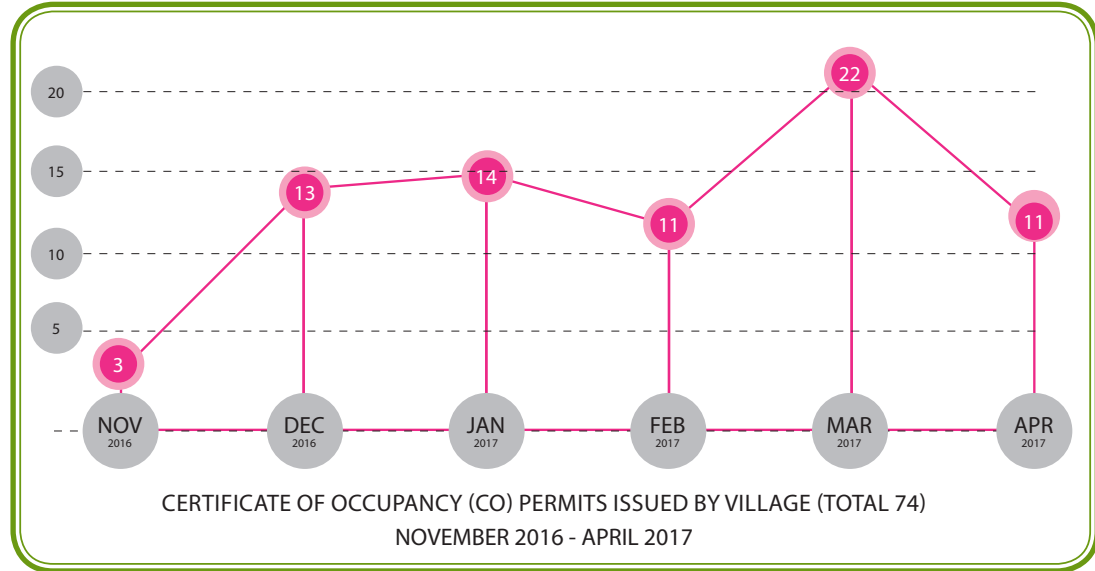 20
15
10
5
3
13
14
11
22
11
NOV
2016
DEC
2016
JAN
2017
FEB
2017
MAR
2017
APR
2017
CERTIFICATE OF OCCUPANCY (CO) PERMITS ISSUED BY VILLAGE (TOTAL 74)
NOVEMBER 2016 - APRIL 2017